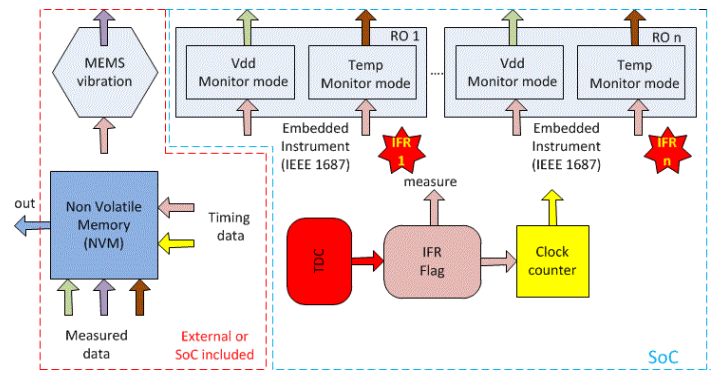 MEMS
vibration
RO 1
Vdd
Monitor mode
Temp
Monitor mode
....
RO n
Vdd
Monitor mode
Temp
Monitor mode
Embedded
Instrument
(IEEE 1687)
IFR
1
Embedded
Instrument
(IEEE 1687)
IFR
n
measure
out
Non Volatile
Memory
(NVM)
Timing
data
TDC
IFR
Flag
Clock
counter
Measured
data
External or
SoC included
SoC